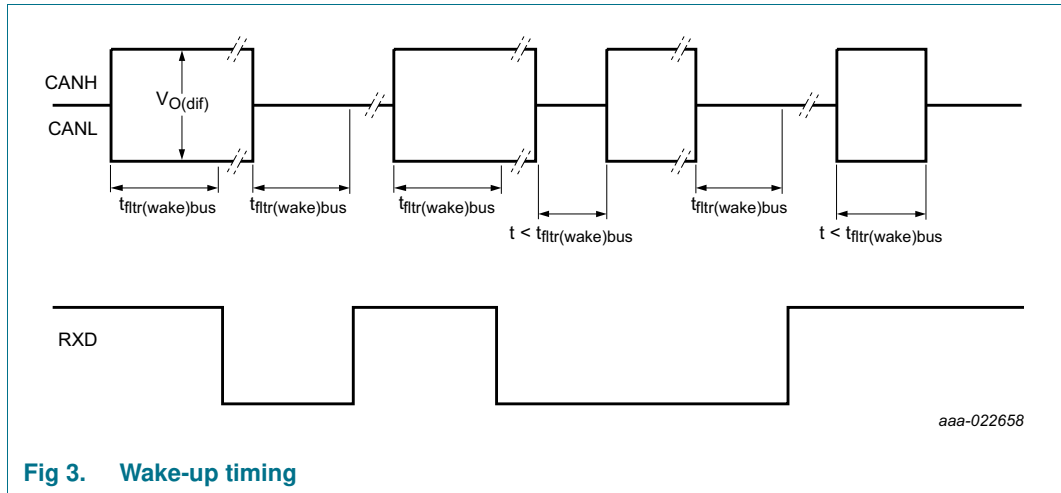 CANH
CANL
VO(dif)
tfltr(wake)bus
tfltr(wake)bus
tfltr(wake)bus
t < tfltr(wake)bus
tfltr(wake)bus
t < tfltr(wake)bus
RXD
aaa-022658
Fig 3. Wake-up timing